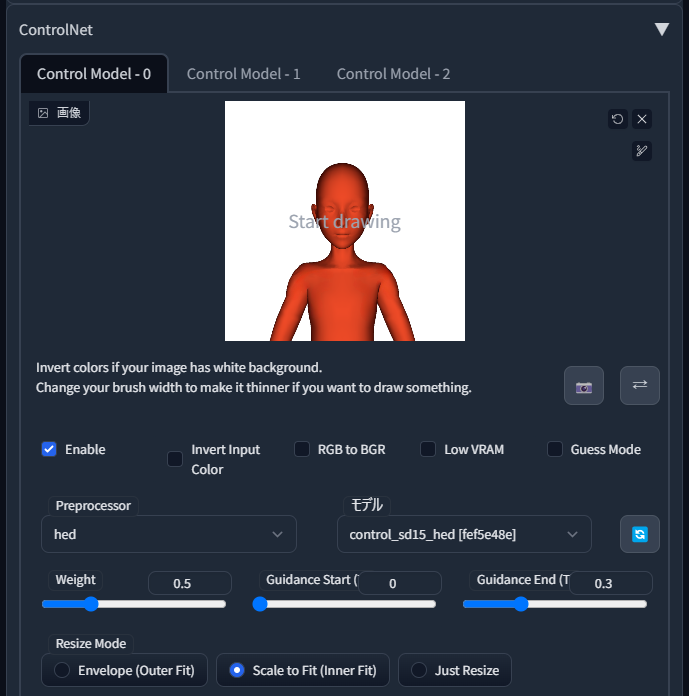 ControlNet
Control Model - 0
Control Model - 1
Control Model - 2
画像
Start drawing
Invert colors if your image has white background.
Change your brush width to make it thinner if you want to draw something.
Enable
Invert Input
Color
RGB to BGR
Low VRAM
Guess Mode
Preprocessor
モデル
hed
control_sd15_hed [fef5e48e]
Weight
0.5
Guidance Start (T
0
Guidance End (T
0.3
Resize Mode
Envelope (Outer Fit)
Scale to Fit (Inner Fit)
Just Resize